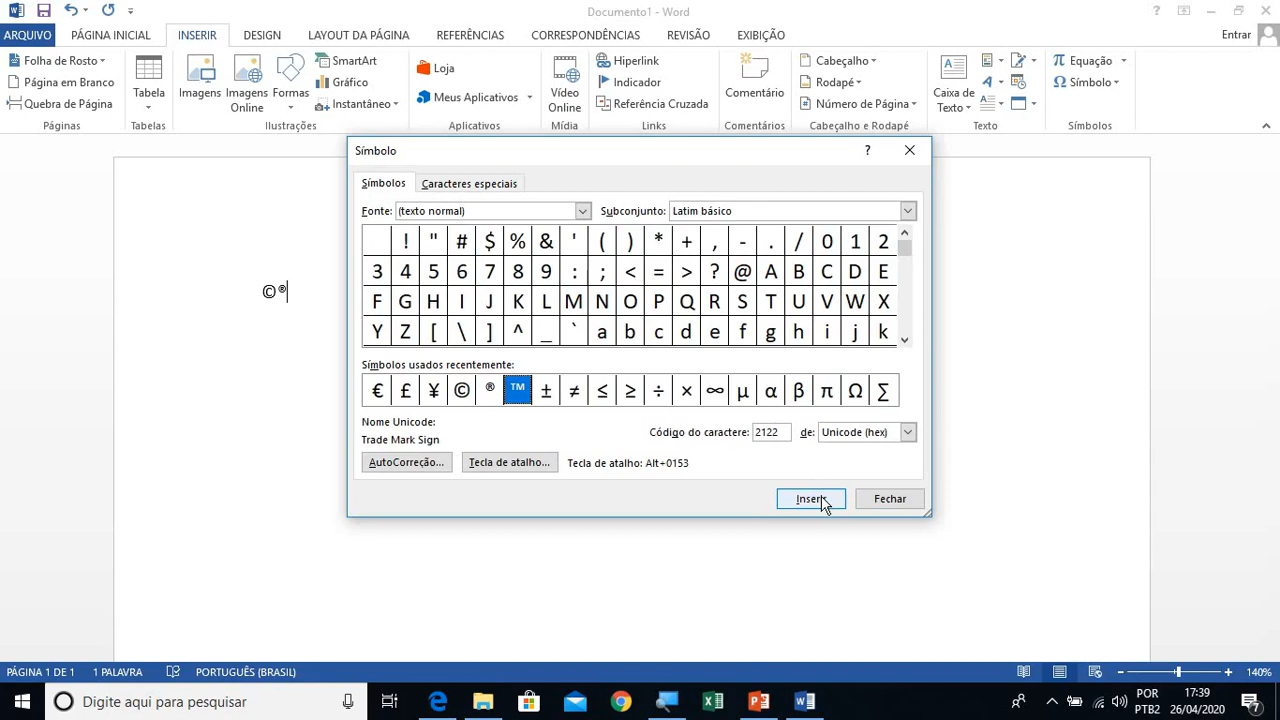 Documento1 - Word
ARQUIVO PÁGINA INICIAL INSERIR DESIGN LAYOUT DA PÁGINA REFERÊNCIAS CORRESPONDÊNCIAS REVISÃO EXIBIÇÃO Entrar
Folha de Rosto
Página em Branco
Quebra de Página
Páginas
Tabela
Tabelas
Imagens
Imagens Online
Formas
SmartArt
Gráfico
Instantâneo
Ilustrações
Loja
Meus Aplicativos
Aplicativos
Vídeo Online
Mídia
Hiperlink
Indicador
Referência Cruzada
Links
Comentário
Comentários
Cabeçalho
Rodapé
Número de Página
Cabeçalho e Rodapé
Caixa de Texto
Texto
Equação
Símbolo
Símbolos
©®
Símbolo
Símbolos Caracteres especiais
Fonte: (texto normal) Subconjunto: Latim básico
! " # $ % & ' ( ) * + , - . / 0 1 2
3 4 5 6 7 8 9 : ; < = > ? @ A B C D E
F G H I J K L M N O P Q R S T U V W X
Y Z [ \ ] ^ _ ` a b c d e f g h i j k
Símbolos usados recentemente:
€ £ ¥ © ® ™ ± ≠ ≤ ≥ ÷ × ∞ µ α β π Ω ∑
Nome Unicode:
Trade Mark Sign
Código do caractere: 2122 de: Unicode (hex)
AutoCorreção... Tecla de atalho... Tecla de atalho: Alt+0153
Inserir Fechar
PÁGINA 1 DE 1 1 PALAVRA PORTUGUÊS (BRASIL) 140%
Digite aqui para pesquisar
POR
PTB2
17:39
26/04/2020
7